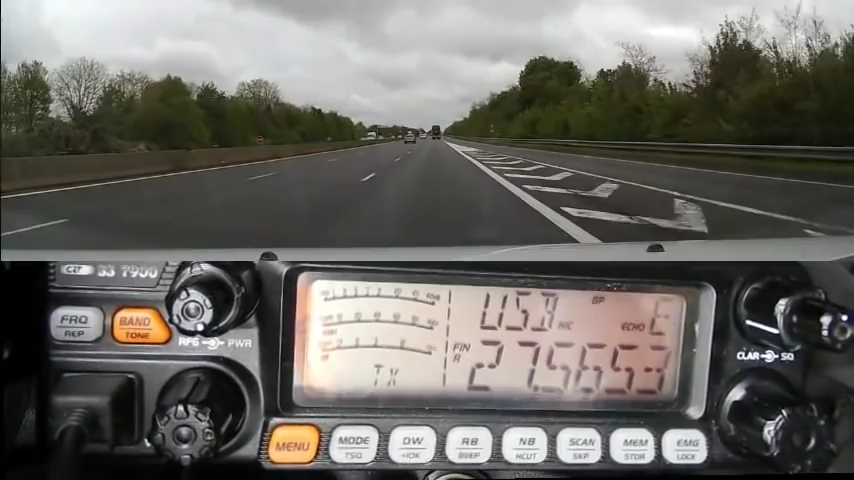 CRT SS 7900
FRQ
REP
BAND
TONE
RFG PWR
USB
MIC
BP
ECHO
E
FIN
R
27.565
TX
CLAR SQ
MENU
MODE
TSQ
DW
HOK
RB
BEEP
NB
HCUT
SCAN
SKP
MEM
STOR
EMG
LOCK